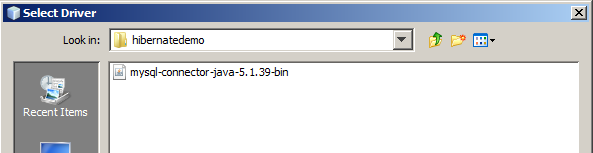 Select Driver
Look in: hibernatedemo
mysql-connector-java-5.1.39-bin
Recent Items